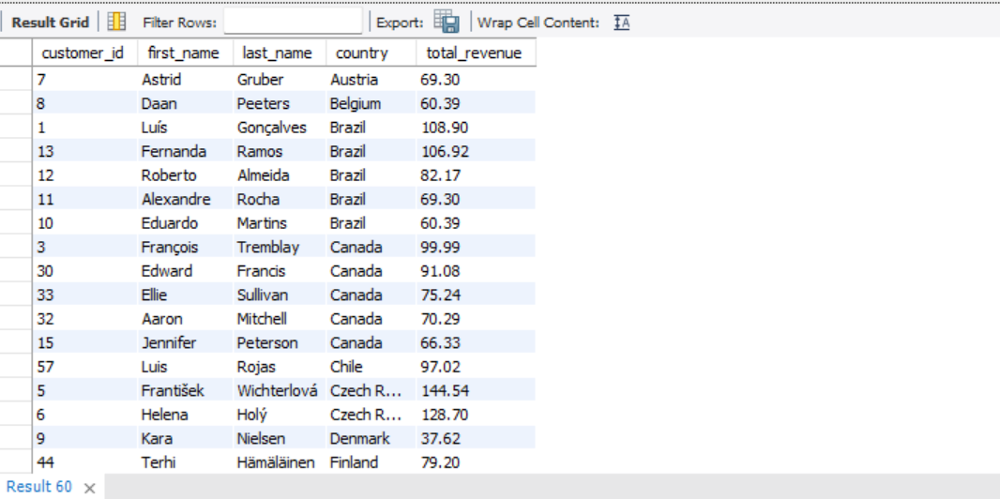 Result Grid Filter Rows: Export: Wrap Cell Content:
customer_id first_name last_name country total_revenue
7 Astrid Gruber Austria 69.30
8 Daan Peeters Belgium 60.39
1 Luís Gonçalves Brazil 108.90
13 Fernanda Ramos Brazil 106.92
12 Roberto Almeida Brazil 82.17
11 Alexandre Rocha Brazil 69.30
10 Eduardo Martins Brazil 60.39
3 François Tremblay Canada 99.99
30 Edward Francis Canada 91.08
33 Ellie Sullivan Canada 75.24
32 Aaron Mitchell Canada 70.29
15 Jennifer Peterson Canada 66.33
57 Luis Rojas Chile 97.02
5 František Wichterlová Czech R... 144.54
6 Helena Holý Czech R... 128.70
9 Kara Nielsen Denmark 37.62
44 Terhi Hämäläinen Finland 79.20
Result 60